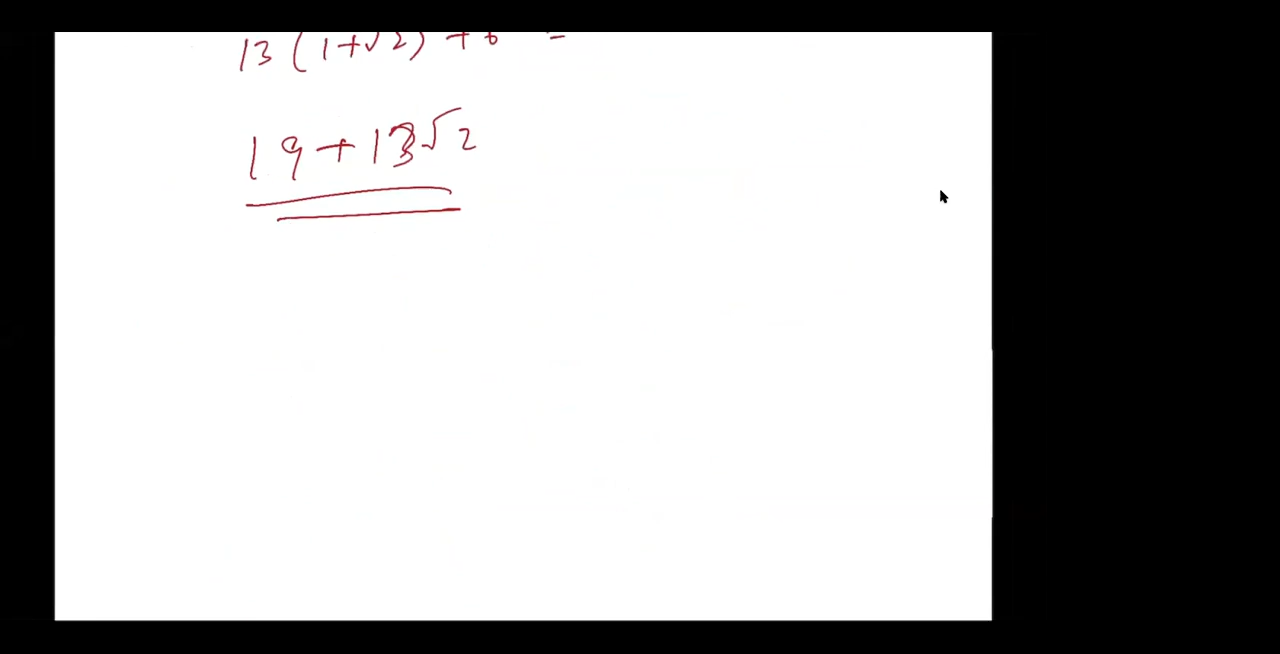 13 (1+√2) + 6 =
19 + 13√2